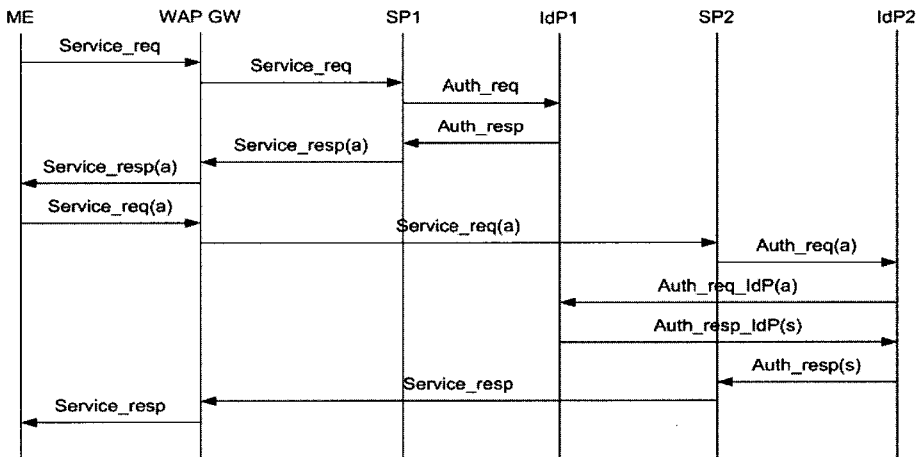 ME WAP GW SP1 IdP1 SP2 IdP2
Service_req
Service_req
Auth_req
Auth_resp
Service_resp(a)
Service_resp(a)
Service_req(a)
Service_req(a)
Auth_req(a)
Auth_req_IdP(a)
Auth_resp_IdP(s)
Auth_resp(s)
Service_resp
Service_resp